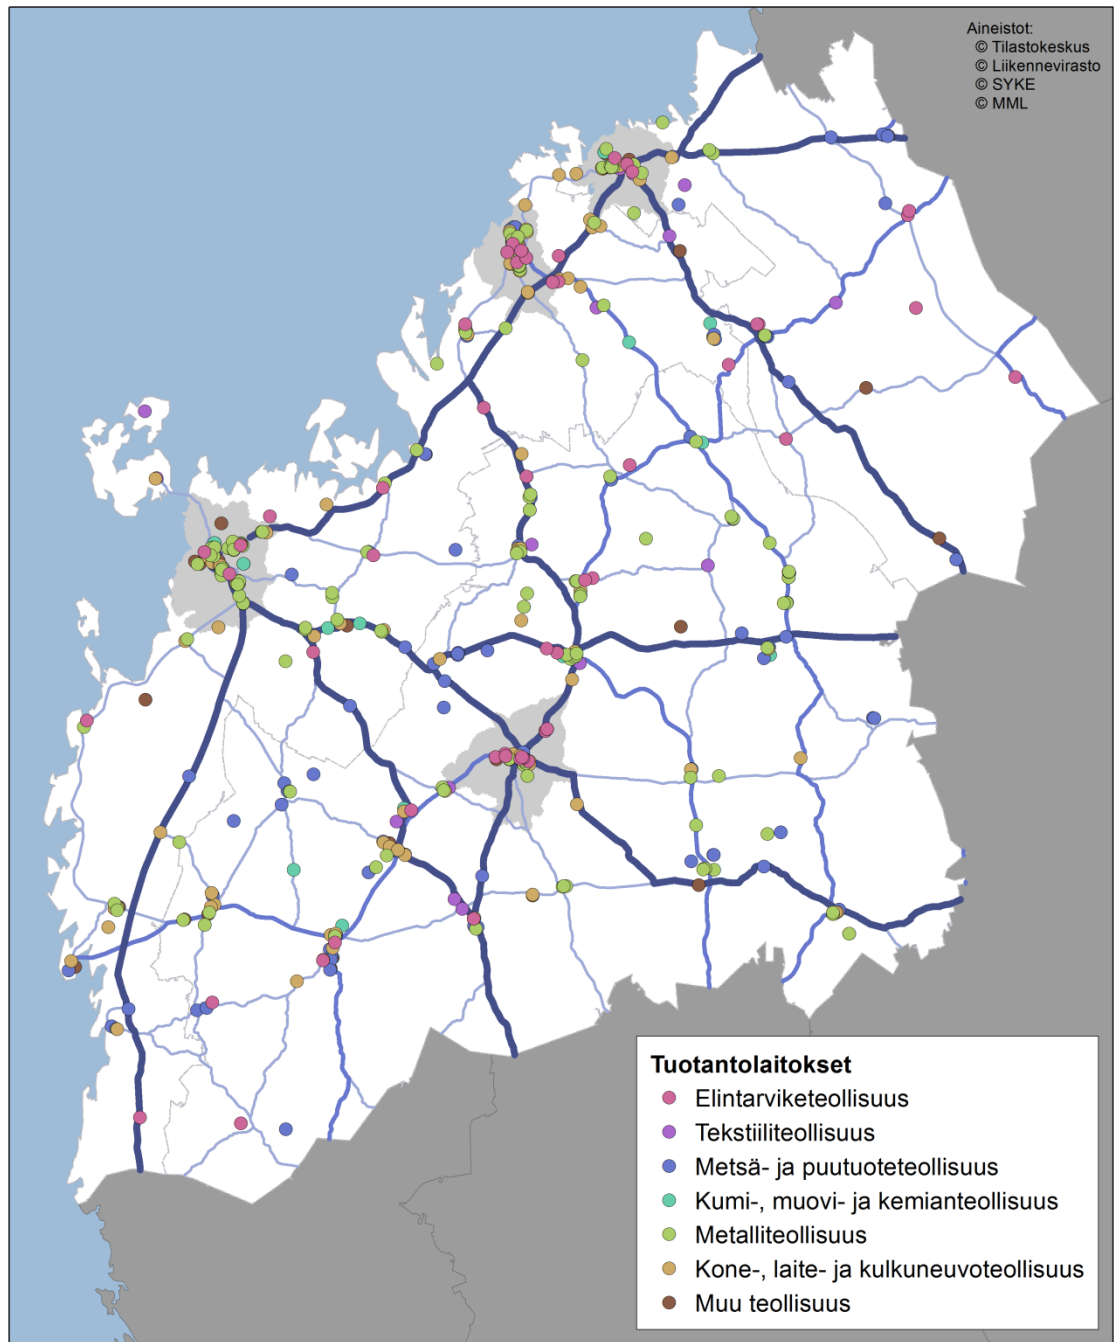 Aineistot:
© Tilastokeskus
© Liikennevirasto
© SYKE
© MML
Tuotantolaitokset
Elintarviketeollisuus
Tekstiiliteollisuus
Metsä- ja puutuoteteollisuus
Kumi-, muovi- ja kemianteollisuus
Metalliteollisuus
Kone-, laite- ja kulkuneuvoteollisuus
Muu teollisuus